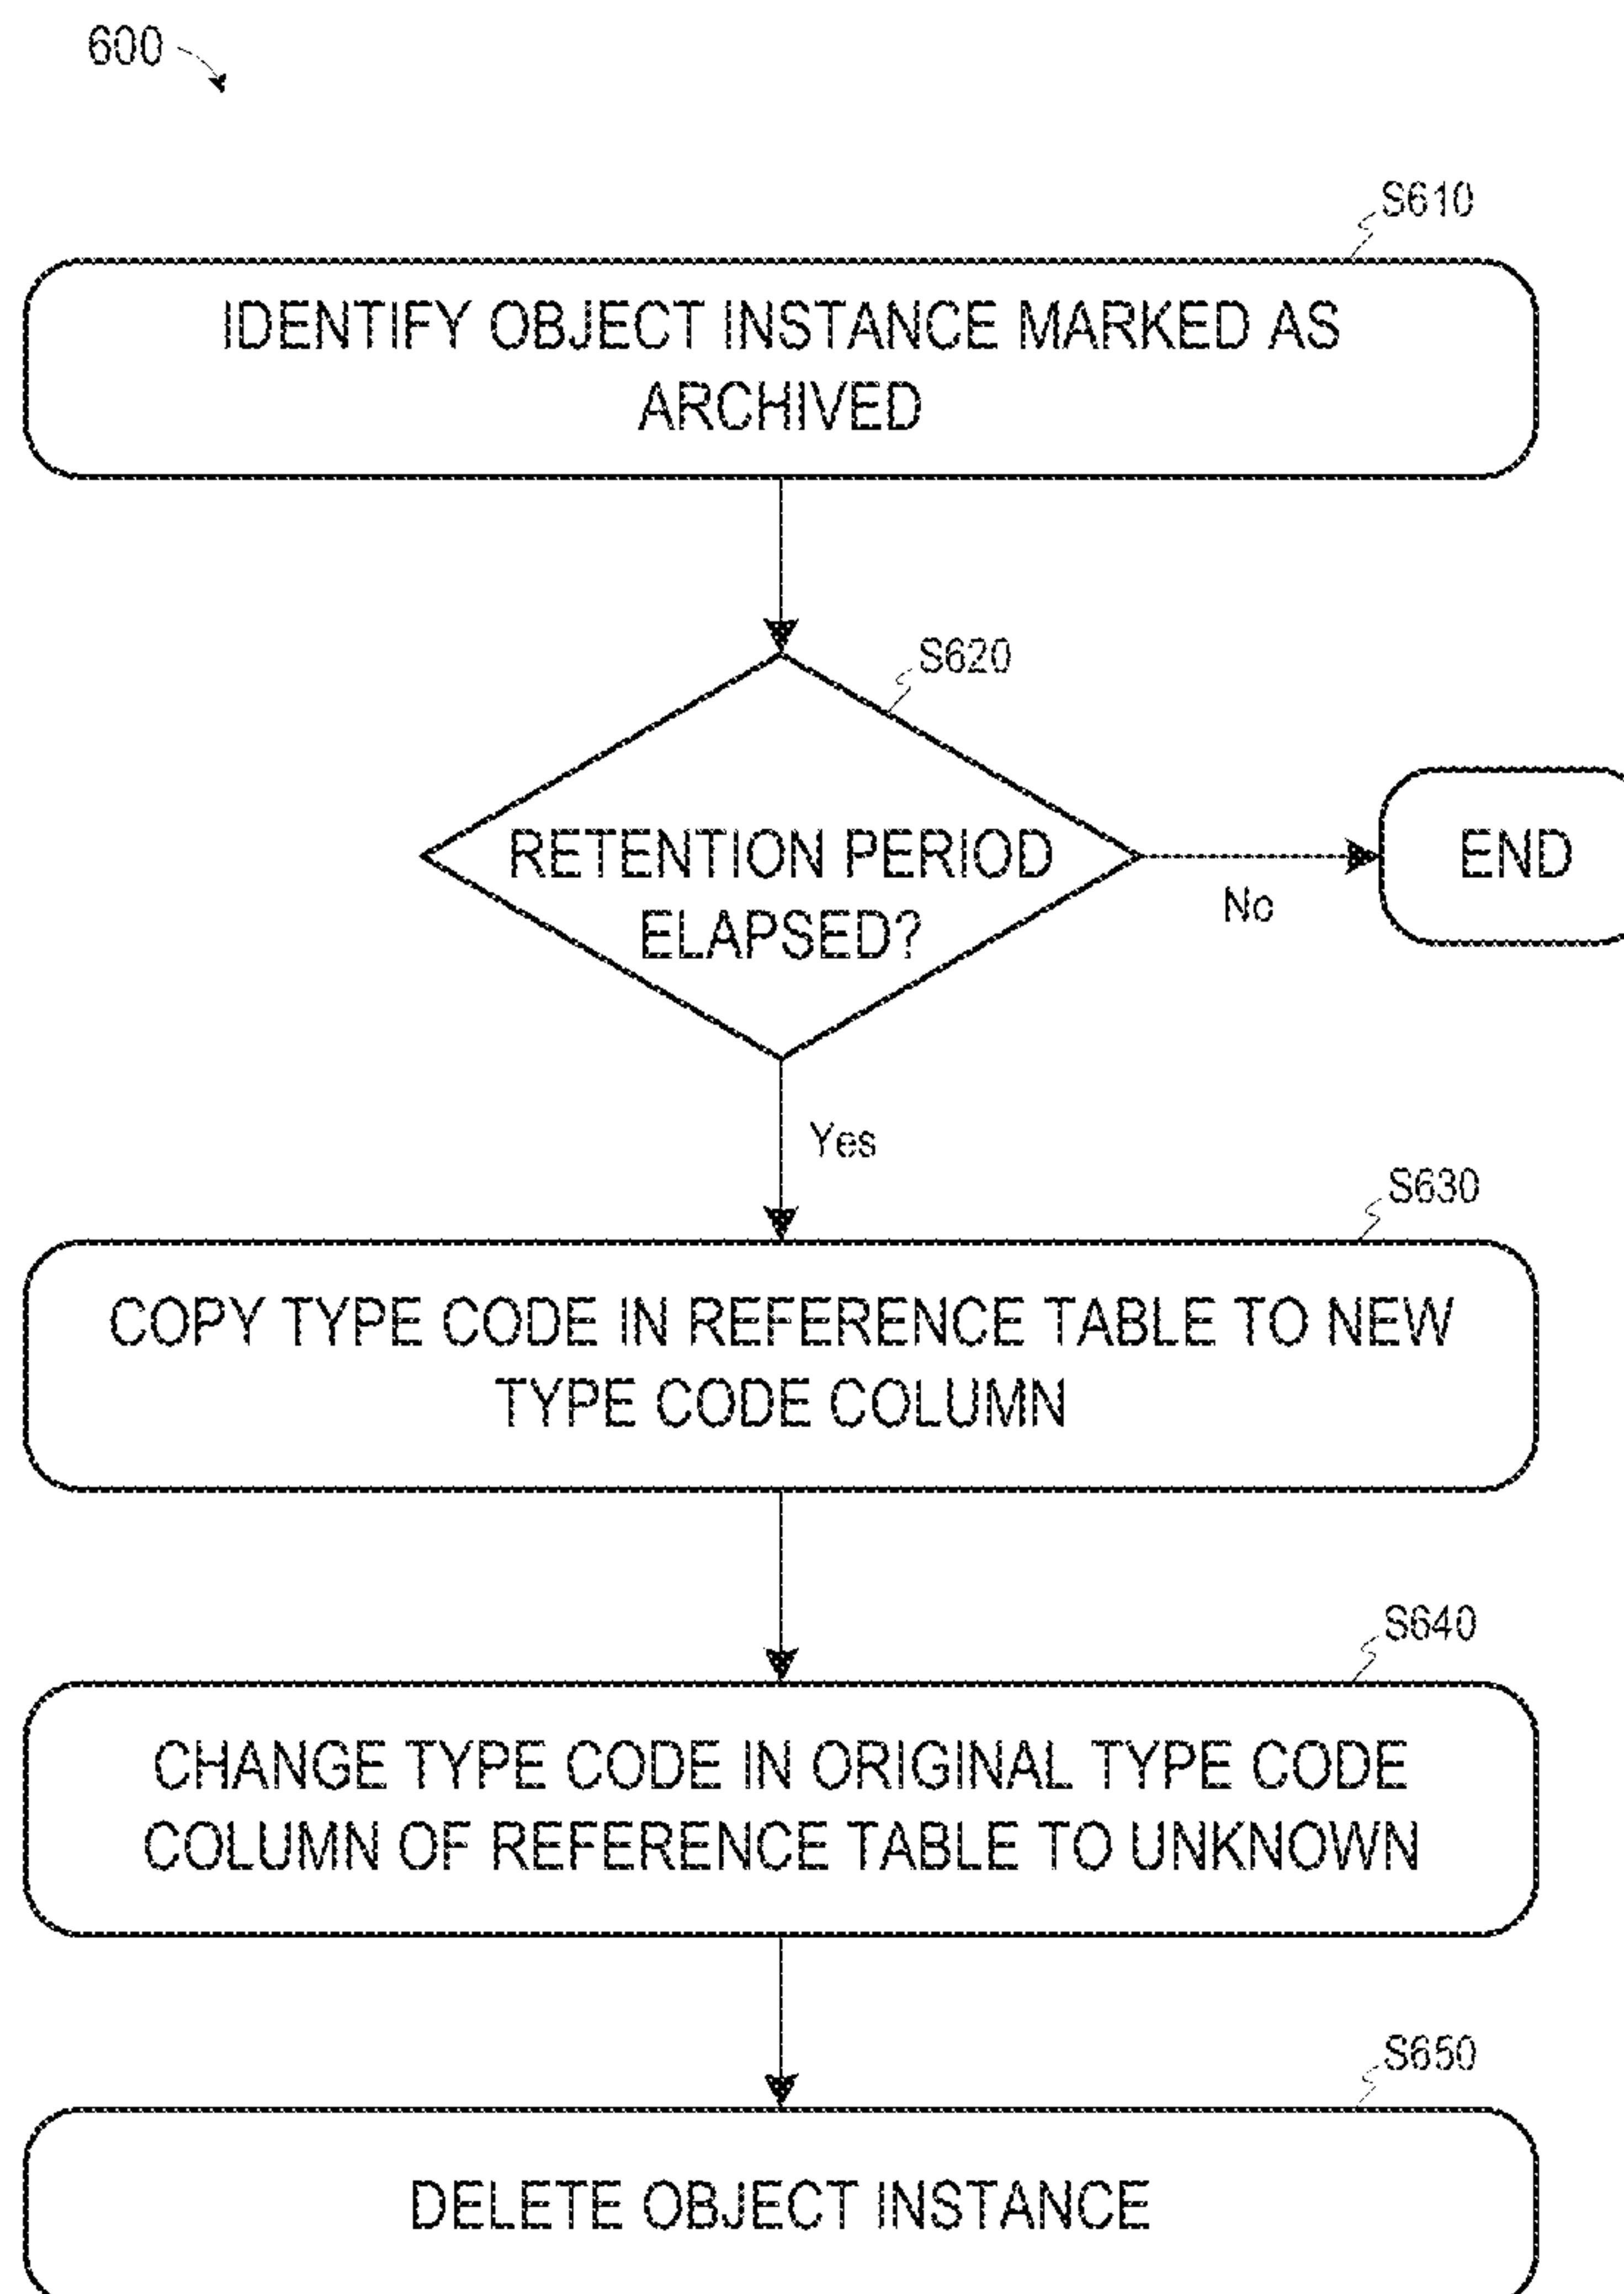 600
S610
IDENTIFY OBJECT INSTANCE MARKED AS
ARCHIVED
S620
RETENTION PERIOD
ELAPSED?
No
END
Yes
S630
COPY TYPE CODE IN REFERENCE TABLE TO NEW
TYPE CODE COLUMN
S640
CHANGE TYPE CODE IN ORIGINAL TYPE CODE
COLUMN OF REFERENCE TABLE TO UNKNOWN
S650
DELETE OBJECT INSTANCE